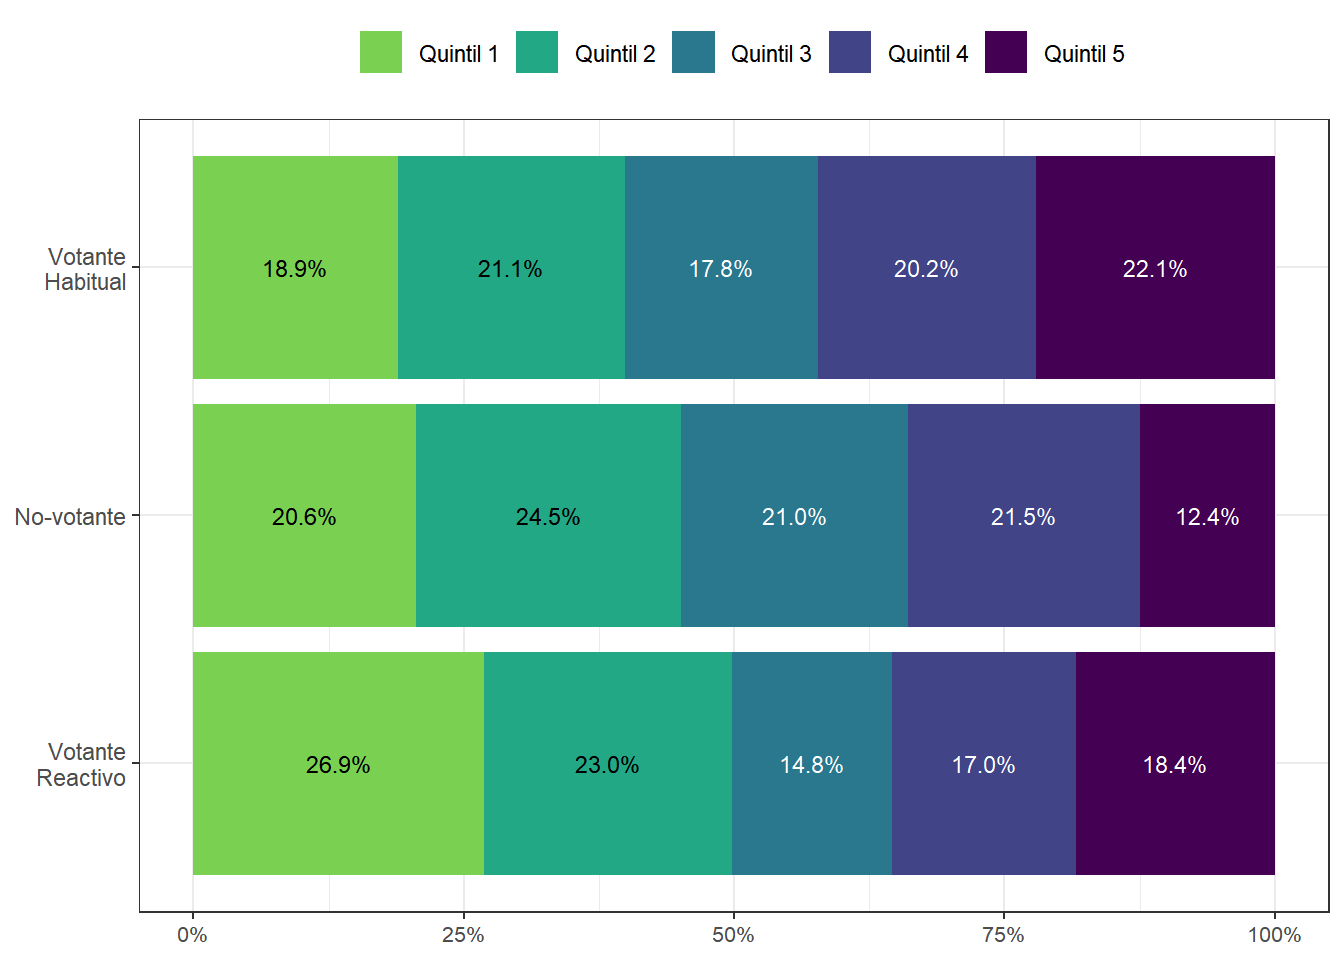 Quintil 1 Quintil 2 Quintil 3 Quintil 4 Quintil 5
Votante
Habitual
18.9% 21.1% 17.8% 20.2% 22.1%
No-votante
20.6% 24.5% 21.0% 21.5% 12.4%
Votante
Reactivo
26.9% 23.0% 14.8% 17.0% 18.4%
0% 25% 50% 75% 100%